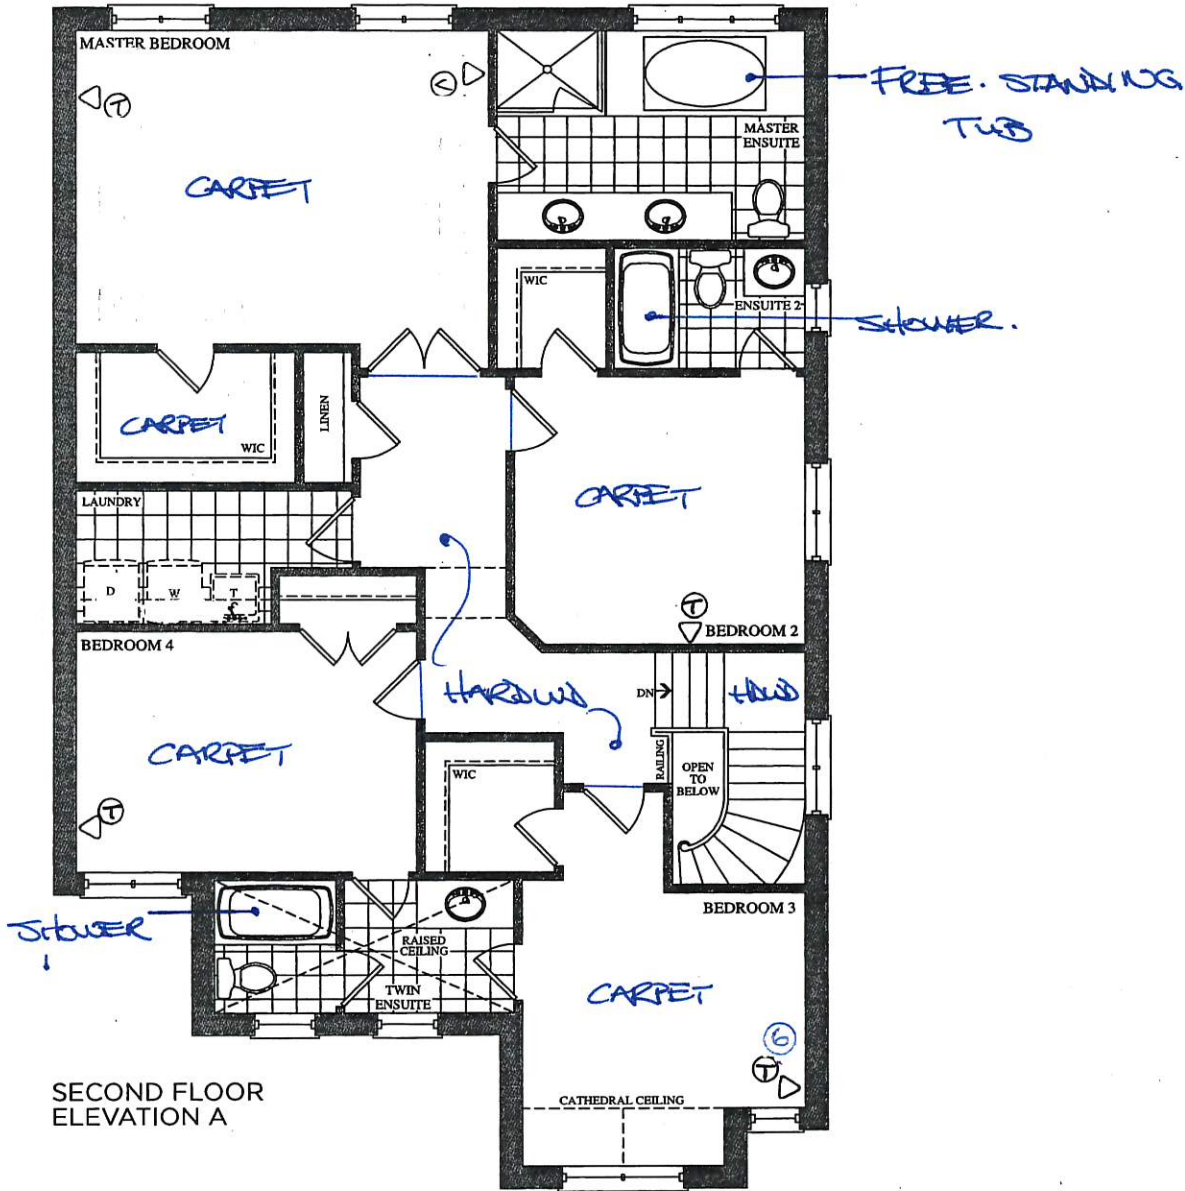 MASTER BEDROOM
T
C
CARPET
FREE. STANDING
TUB
MASTER
ENSUITE
WIC
ENSUITE 2
SHOWER.
CARPET
WIC
LINEN
CARPET
LAUNDRY
D
W
T
T
BEDROOM 2
BEDROOM 4
HARDWD
DN
HDWD
CARPET
RAILING
OPEN
TO
BELOW
WIC
T
SHOWER
RAISED
CEILING
TWIN
ENSUITE
BEDROOM 3
CARPET
6
T
CATHEDRAL CEILING
SECOND FLOOR
ELEVATION A